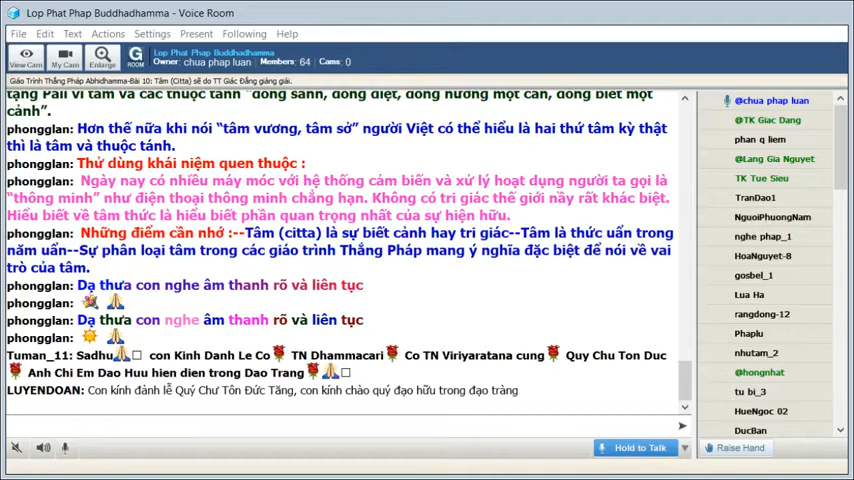 Lop Phat Phap Buddhadhamma - Voice Room
File Edit Text Actions Settings Present Following Help
View Cam My Cam Enlarge G ROOM
Lop Phat Phap Buddhadhamma
Owner: chua phap luan , Members: 64 , Cams: 0
Giáo Trình Thắng Pháp Abhidhamma-Bài 10: Tâm (Citta) sẽ do TT Giác Đẳng giảng giải.
tạng Pali vì tâm và các thuộc tánh "đồng sanh, đồng diệt, đồng nương một căn, đồng biết một
cảnh".
phongglan: Hơn thế nữa khi nói “tâm vương, tâm sở” người Việt có thể hiểu là hai thứ tâm kỳ thật
thì là tâm và thuộc tánh.
phongglan: Thử dùng khái niệm quen thuộc :
phongglan: Ngày nay có nhiều máy móc với hệ thống cảm biến và xử lý hoạt dụng người ta gọi là
“thông minh” như điện thoại thông minh chẳng hạn. Không có tri giác thế giới nầy rất khác biệt.
Hiểu biết về tâm thức là hiểu biết phần quan trọng nhất của sự hiện hữu.
phongglan: Những điểm cần nhớ :--Tâm (citta) là sự biết cảnh hay tri giác--Tâm là thức uẩn trong
năm uẩn--Sự phân loại tâm trong các giáo trình Thắng Pháp mang ý nghĩa đặc biệt để nói về vai
trò của tâm.
phongglan: Dạ thưa con nghe âm thanh rõ và liên tục
phongglan:
phongglan: Dạ thưa con nghe âm thanh rõ và liên tục
phongglan:
Tuman_11: Sadhu con Kinh Danh Le Co TN Dhammacari Co TN Viriyaratana cung Quy Chu Ton Duc
Anh Chi Em Dao Huu hien dien trong Dao Trang
LUYENDOAN: Con kính đảnh lễ Quý Chư Tôn Đức Tăng, con kính chào quý đạo hữu trong đạo tràng
Hold to Talk
@chua phap luan
@TK Giac Dang
phan q liem
@Lang Gia Nguyet
TK Tue Sieu
TranDao1
NguoiPhuongNam
nghe phap_1
HoaNguyet-8
gosbel_1
Lua Ha
rangdong-12
Phaplu
nhutam_2
@hongnhat
tu bi_3
HueNgoc 02
DucBan
Raise Hand